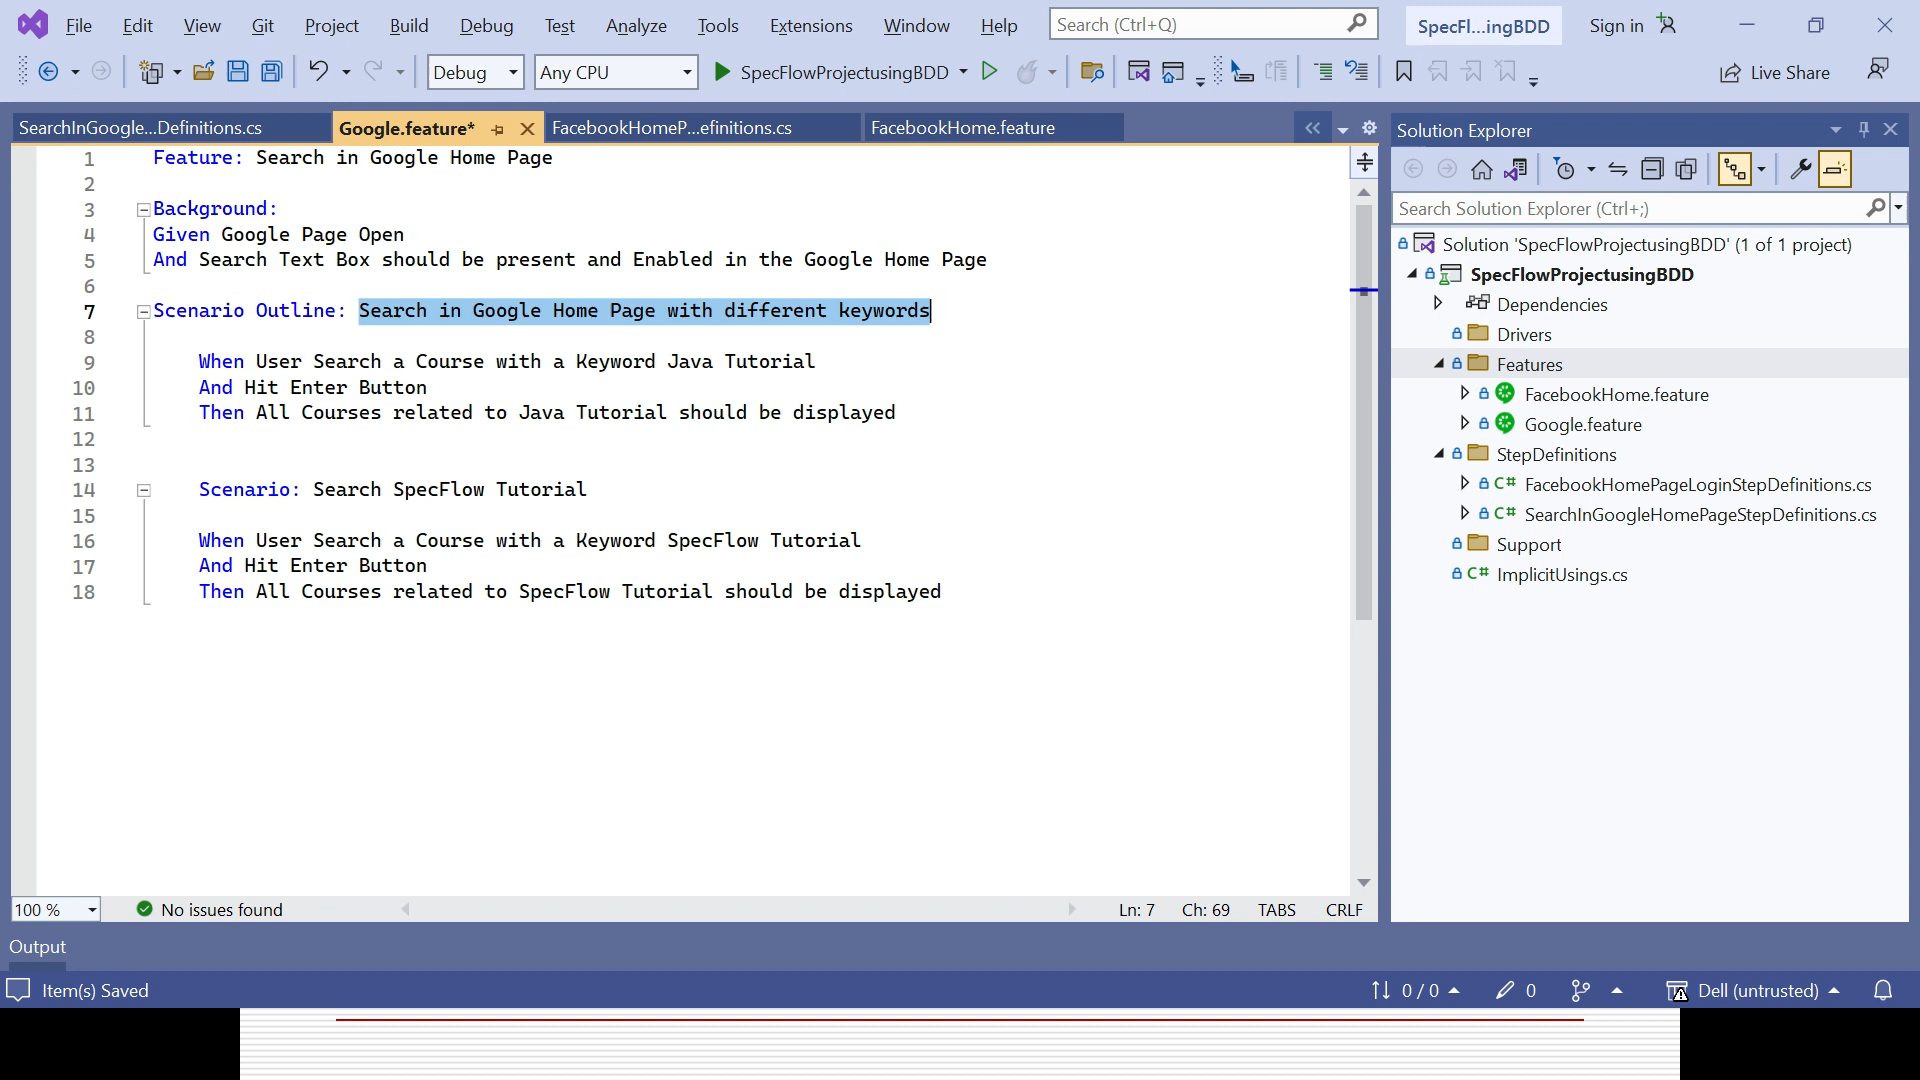 File Edit View Git Project Build Debug Test Analyze Tools Extensions Window Help Search (Ctrl+Q) SpecFl...ingBDD Sign in
Debug Any CPU SpecFlowProjectusingBDD Live Share
SearchInGoogle...Definitions.cs Google.feature* FacebookHomeP...efinitions.cs FacebookHome.feature
1 Feature: Search in Google Home Page
2
3 Background:
4 Given Google Page Open
5 And Search Text Box should be present and Enabled in the Google Home Page
6
7 Scenario Outline: Search in Google Home Page with different keywords
8
9 When User Search a Course with a Keyword Java Tutorial
10 And Hit Enter Button
11 Then All Courses related to Java Tutorial should be displayed
12
13
14 Scenario: Search SpecFlow Tutorial
15
16 When User Search a Course with a Keyword SpecFlow Tutorial
17 And Hit Enter Button
18 Then All Courses related to SpecFlow Tutorial should be displayed
100 % No issues found Ln: 7 Ch: 69 TABS CRLF
Solution Explorer
Search Solution Explorer (Ctrl+;)
Solution 'SpecFlowProjectusingBDD' (1 of 1 project)
SpecFlowProjectusingBDD
Dependencies
Drivers
Features
FacebookHome.feature
Google.feature
StepDefinitions
C# FacebookHomePageLoginStepDefinitions.cs
C# SearchInGoogleHomePageStepDefinitions.cs
Support
C# ImplicitUsings.cs
Output
Item(s) Saved 0 / 0 0 Dell (untrusted)